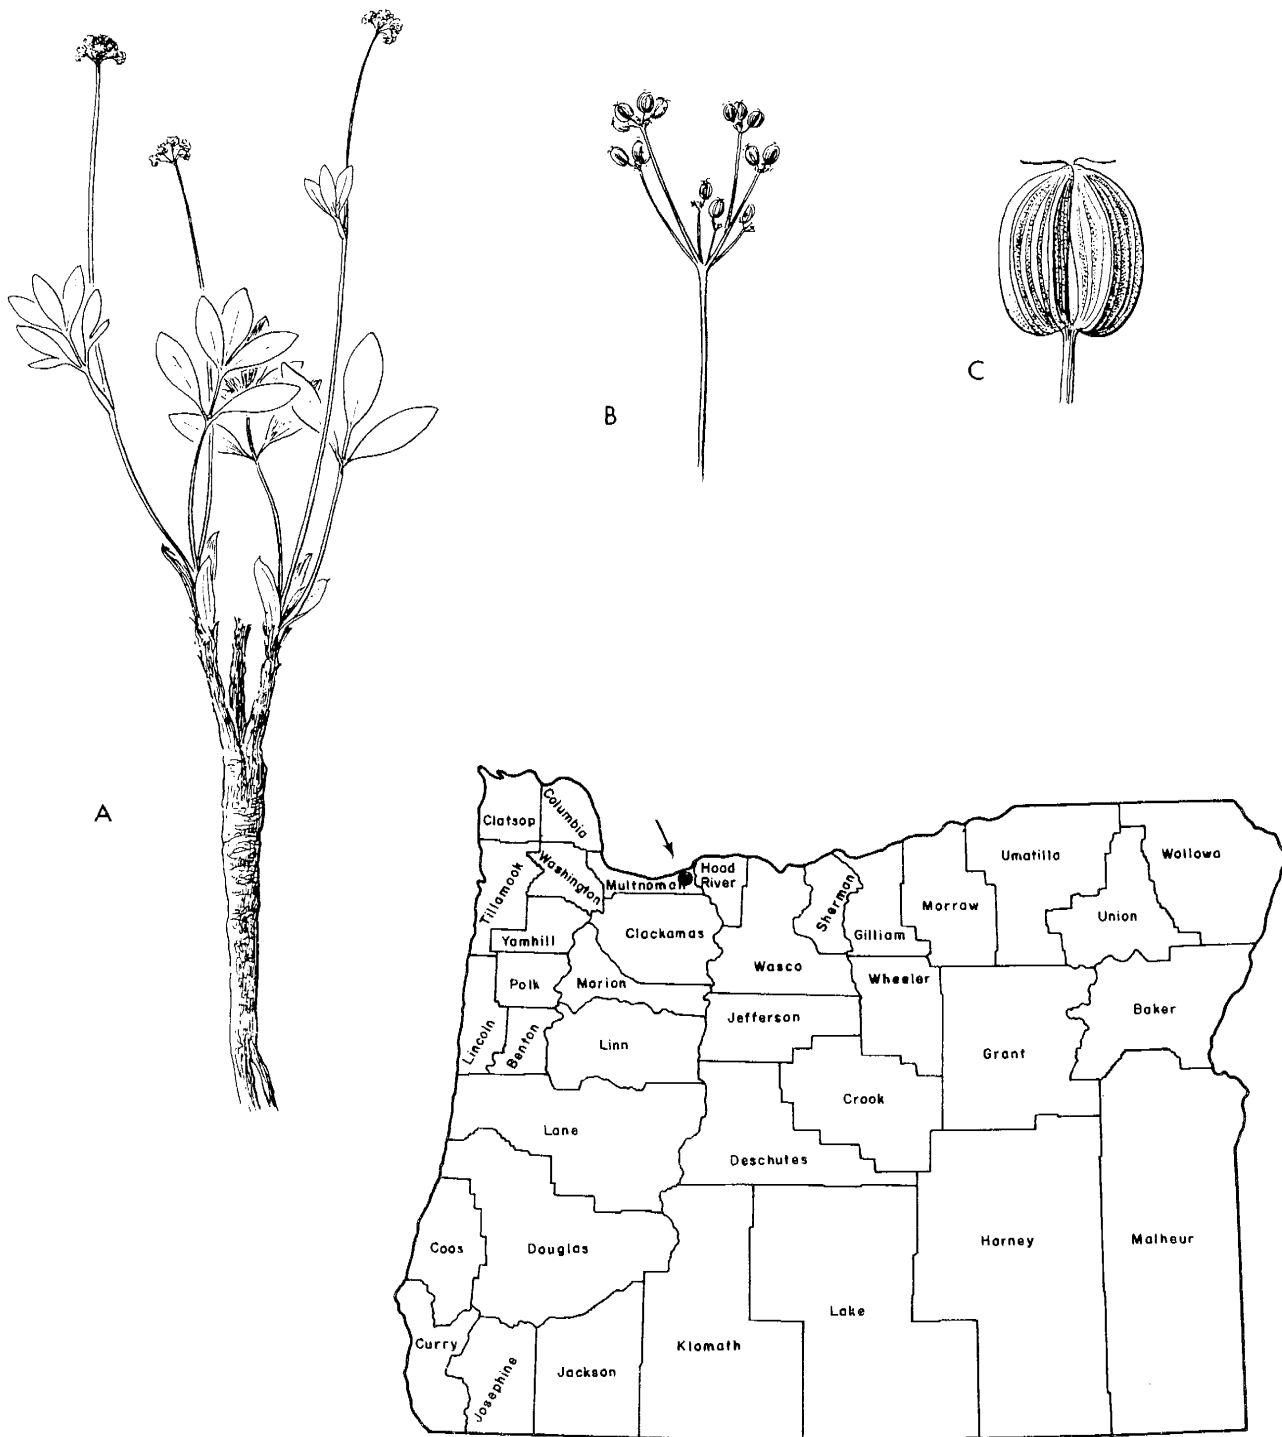 A
B
C
Clatsop
Columbia
Tillamook
Washington
Multnomah
Hood
River
Yamhill
Clackamas
Wasco
Sherman
Gilliam
Morrow
Umatilla
Union
Wallowa
Polk
Marion
Lincoln
Benton
Linn
Jefferson
Wheeler
Grant
Baker
Lane
Crook
Deschutes
Coos
Douglas
Harney
Malheur
Curry
Josephine
Jackson
Klamath
Lake